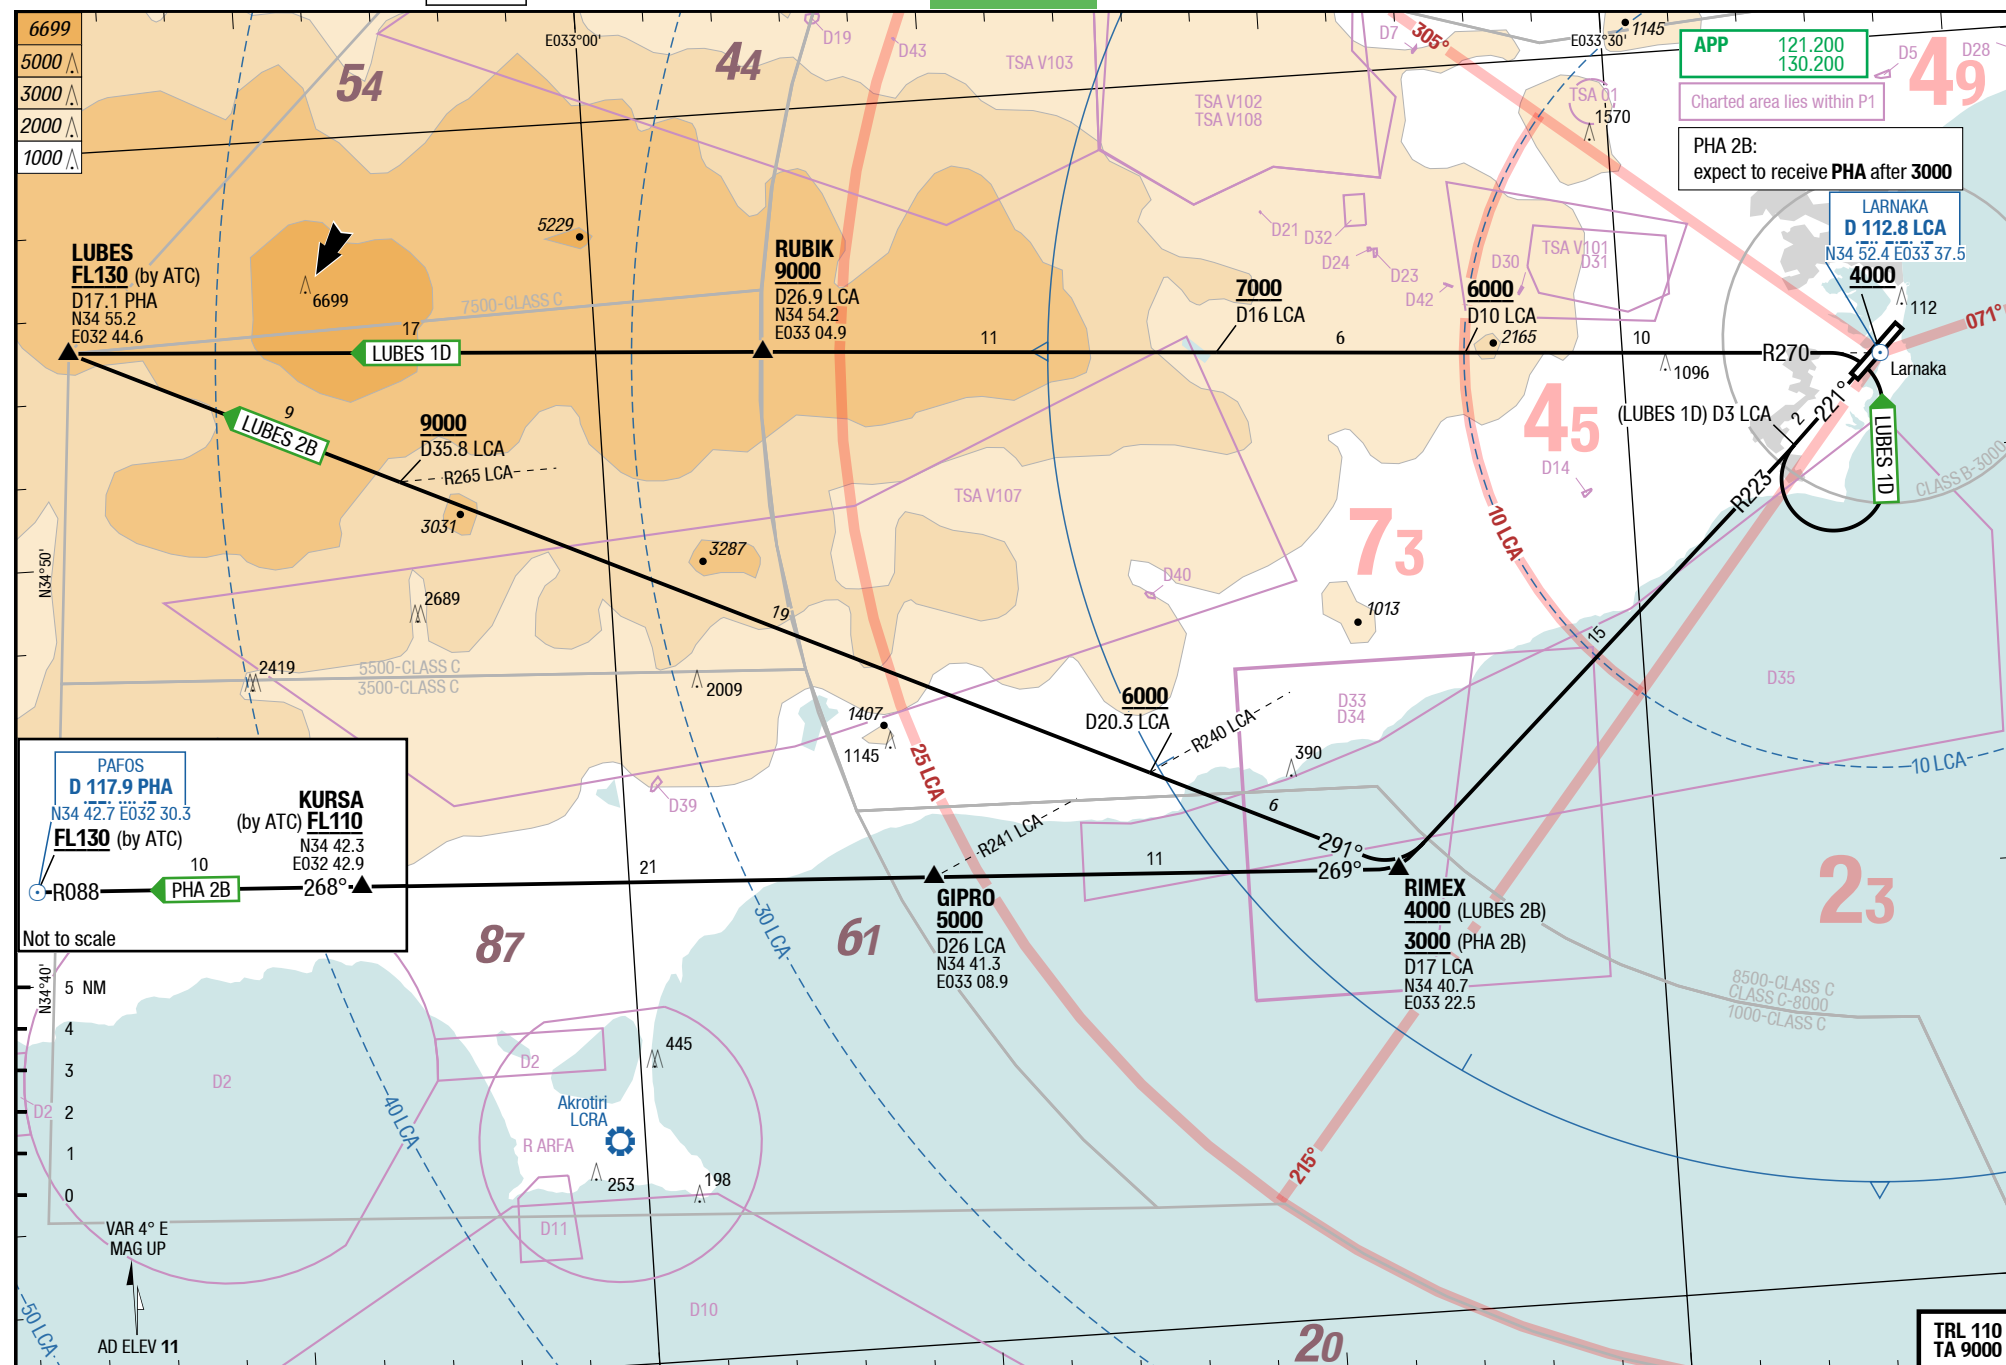 6699
5000
3000
2000
1000
E033°00'
E033°30'
54
44
49
D19
D43
TSA V103
TSA V102
TSA V108
D7
305°
1145
TSA 01
1570
APP 121.200
130.200
D5
D28
Charted area lies within P1
PHA 2B:
expect to receive PHA after 3000
LARNAKA
D 112.8 LCA
N34 52.4 E033 37.5
4000
112
071°
Larnaka
LUBES
FL130 (by ATC)
D17.1 PHA
N34 55.2
E032 44.6
6699
5229
7500-CLASS C
17
LUBES 1D
RUBIK
9000
D26.9 LCA
N34 54.2
E033 04.9
11
7000
D16 LCA
6
6000
D10 LCA
2165
10
1096
R270
D21
D32
D24
D23
D42
D30
TSA V101
D31
9
LUBES 2B
9000
D35.8 LCA
R265 LCA
3031
3287
TSA V107
45
D14
(LUBES 1D) D3 LCA
2
221°
LUBES 1D
CLASS B-3000
R223
10 LCA
73
N34°50'
2689
19
D40
1013
15
2419
5500-CLASS C
3500-CLASS C
2009
1407
1145
25 LCA
6000
D20.3 LCA
R240 LCA
390
D33
D34
D35
10 LCA
D39
PAFOS
D 117.9 PHA
N34 42.7 E032 30.3
FL130 (by ATC)
KURSA
(by ATC) FL110
N34 42.3
E032 42.9
10
R088
PHA 2B
268°
Not to scale
21
R241 LCA
11
6
291°
269°
GIPRO
5000
D26 LCA
N34 41.3
E033 08.9
RIMEX
4000 (LUBES 2B)
3000 (PHA 2B)
D17 LCA
N34 40.7
E033 22.5
23
87
61
30 LCA
8500-CLASS C
CLASS C-8000
1000-CLASS C
N34°40'
5 NM
4
3
2
1
0
D2
D2
D2
445
Akrotiri
LCRA
R ARFA
253
198
D11
D10
40 LCA
50 LCA
215°
VAR 4° E
MAG UP
AD ELEV 11
20
TRL 110
TA 9000